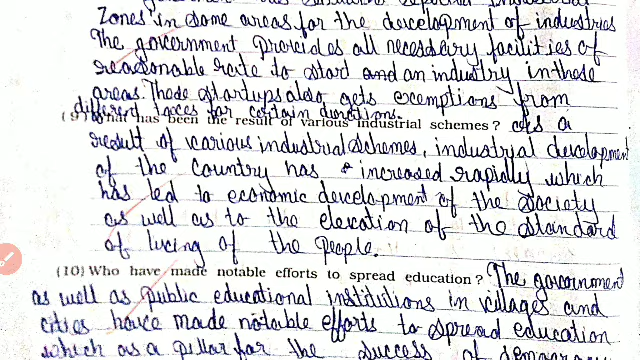 Zones in some areas for the development of industries
The government provides all necessary facilities of
reasonable rate to start and an industry in these
areas. These startups also gets exemptions from
different taxes for certain durations.
(9) What has been the result of various industrial schemes? As a
result of various industrial schemes, industrial development
of the country has increased rapidly which
has led to economic development of the society
as well as to the elevation of the standard
of living of the people.
(10) Who have made notable efforts to spread education? The government
as well as public educational institutions in villages and
cities have made notable efforts to spread education
which as a pillar for the success of